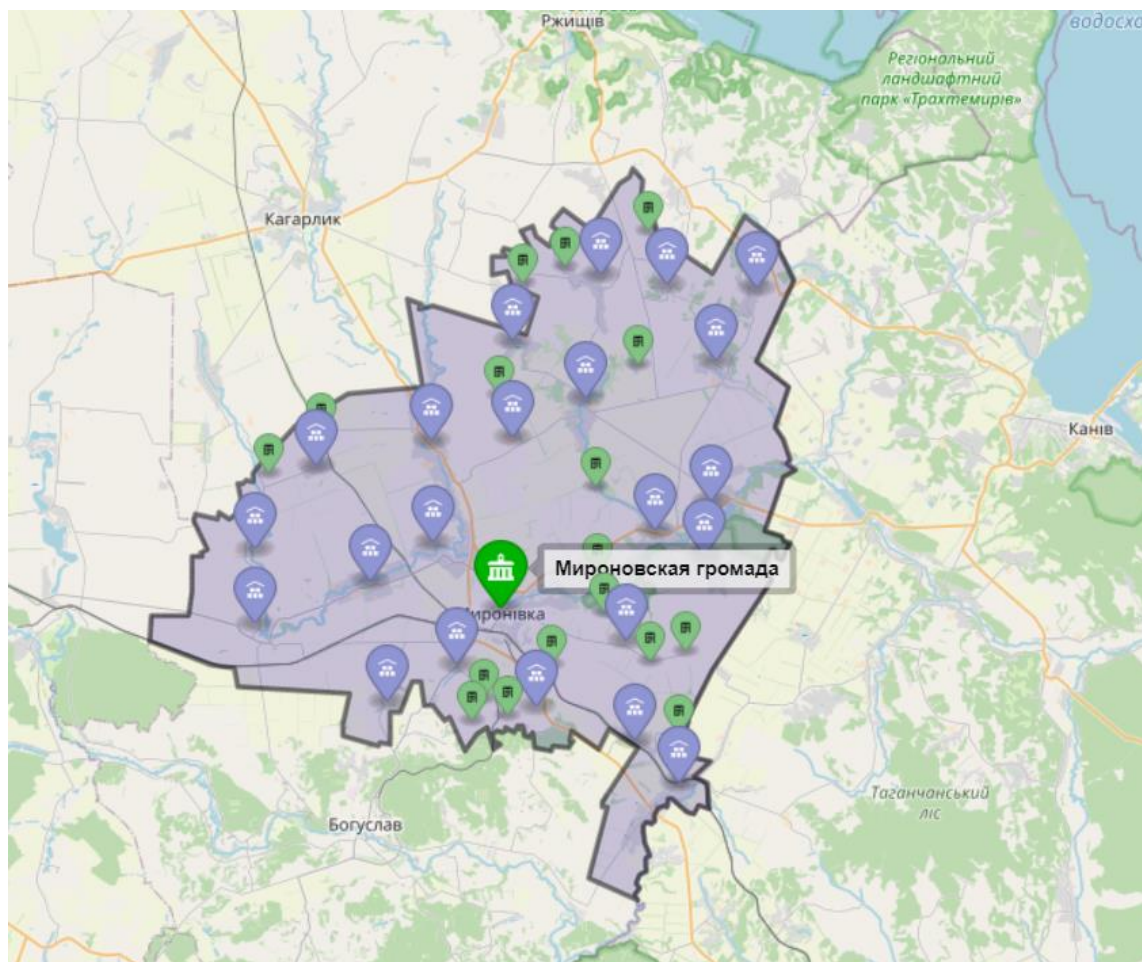 Ржищів
водосхо
Регіональний
ландшафтний
парк «Трахтемирів»
Кагарлик
Канів
Мироновская громада
иронівка
Таганчанський
ліс
Богуслав